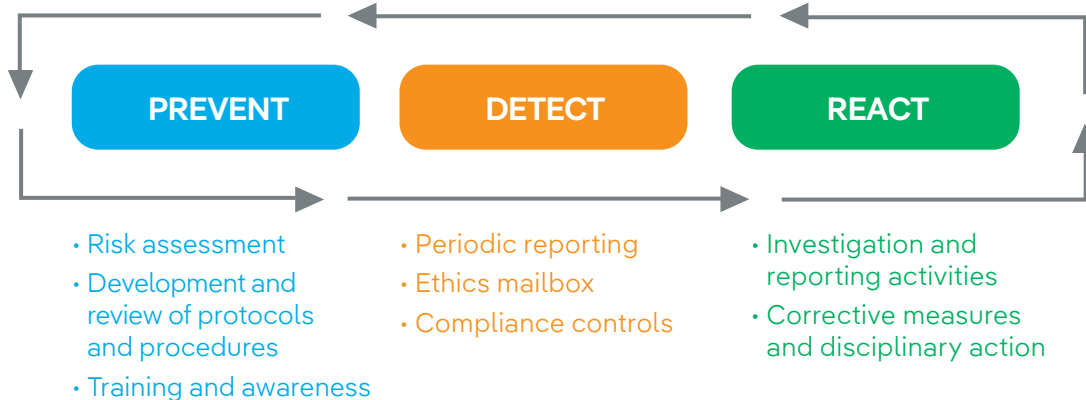 PREVENT
DETECT
REACT
• Risk assessment
• Development and
review of protocols
and procedures
• Training and awareness
• Periodic reporting
• Ethics mailbox
• Compliance controls
• Investigation and
reporting activities
• Corrective measures
and disciplinary action